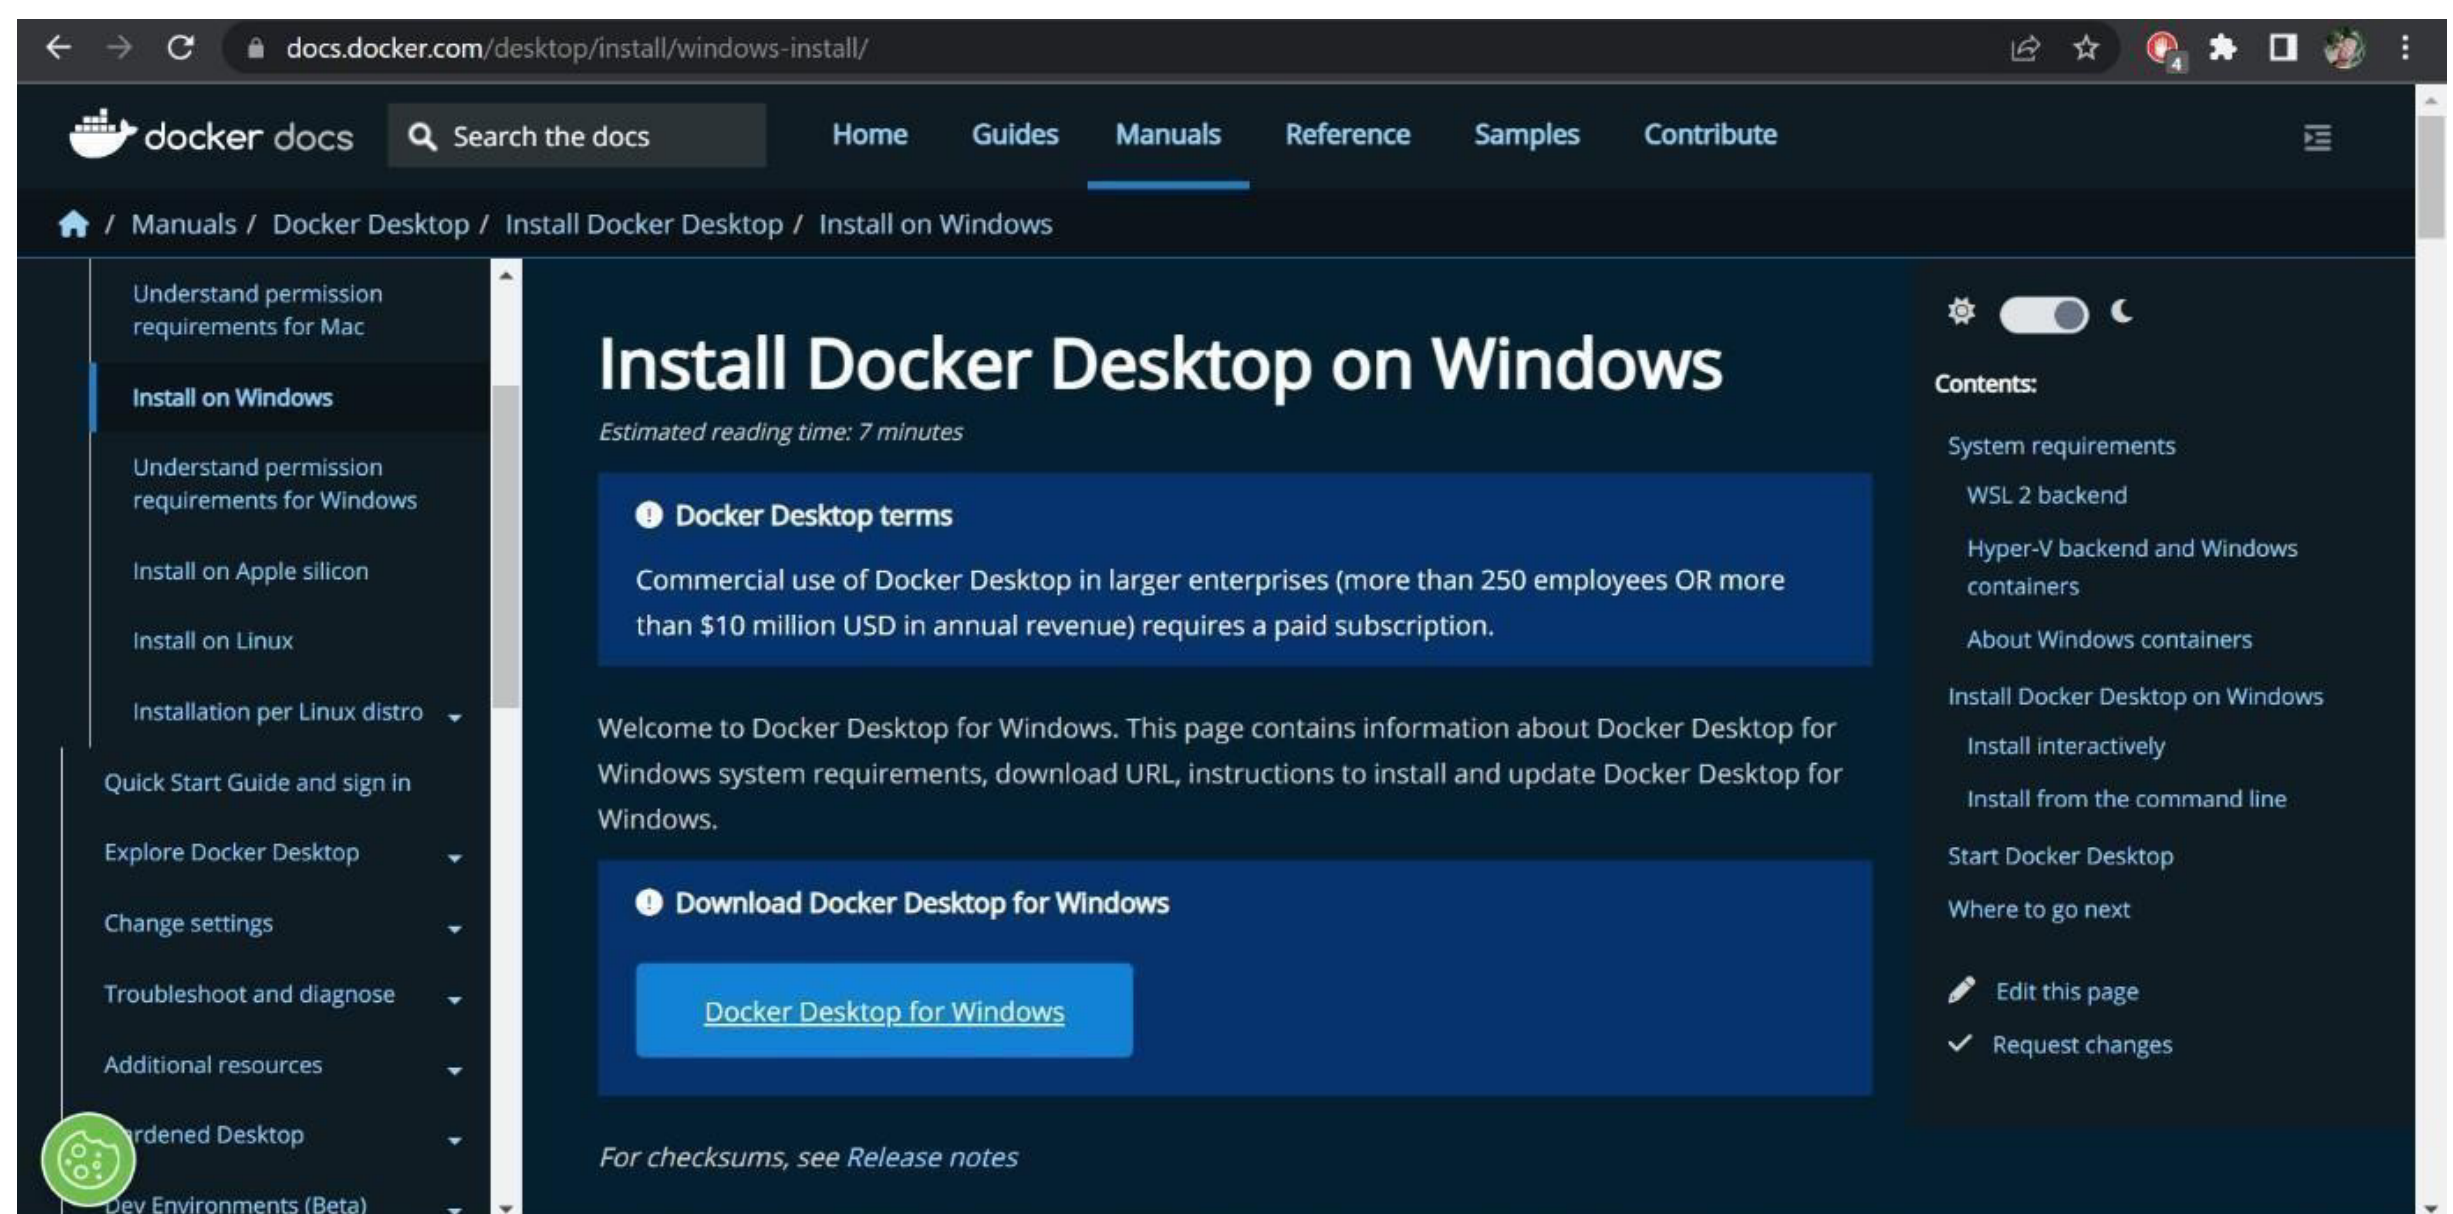 docs.docker.com/desktop/install/windows-install/
4
docker docs
Search the docs
Home
Guides
Manuals
Reference
Samples
Contribute
/ Manuals / Docker Desktop / Install Docker Desktop / Install on Windows
Understand permission
requirements for Mac
Install on Windows
Understand permission
requirements for Windows
Install on Apple silicon
Install on Linux
Installation per Linux distro
Quick Start Guide and sign in
Explore Docker Desktop
Change settings
Troubleshoot and diagnose
Additional resources
rdened Desktop
Dev Environments (Beta)
Install Docker Desktop on Windows
Estimated reading time: 7 minutes
Docker Desktop terms
Commercial use of Docker Desktop in larger enterprises (more than 250 employees OR more
than $10 million USD in annual revenue) requires a paid subscription.
Welcome to Docker Desktop for Windows. This page contains information about Docker Desktop for
Windows system requirements, download URL, instructions to install and update Docker Desktop for
Windows.
Download Docker Desktop for Windows
Docker Desktop for Windows
For checksums, see Release notes
Contents:
System requirements
WSL 2 backend
Hyper-V backend and Windows
containers
About Windows containers
Install Docker Desktop on Windows
Install interactively
Install from the command line
Start Docker Desktop
Where to go next
Edit this page
Request changes